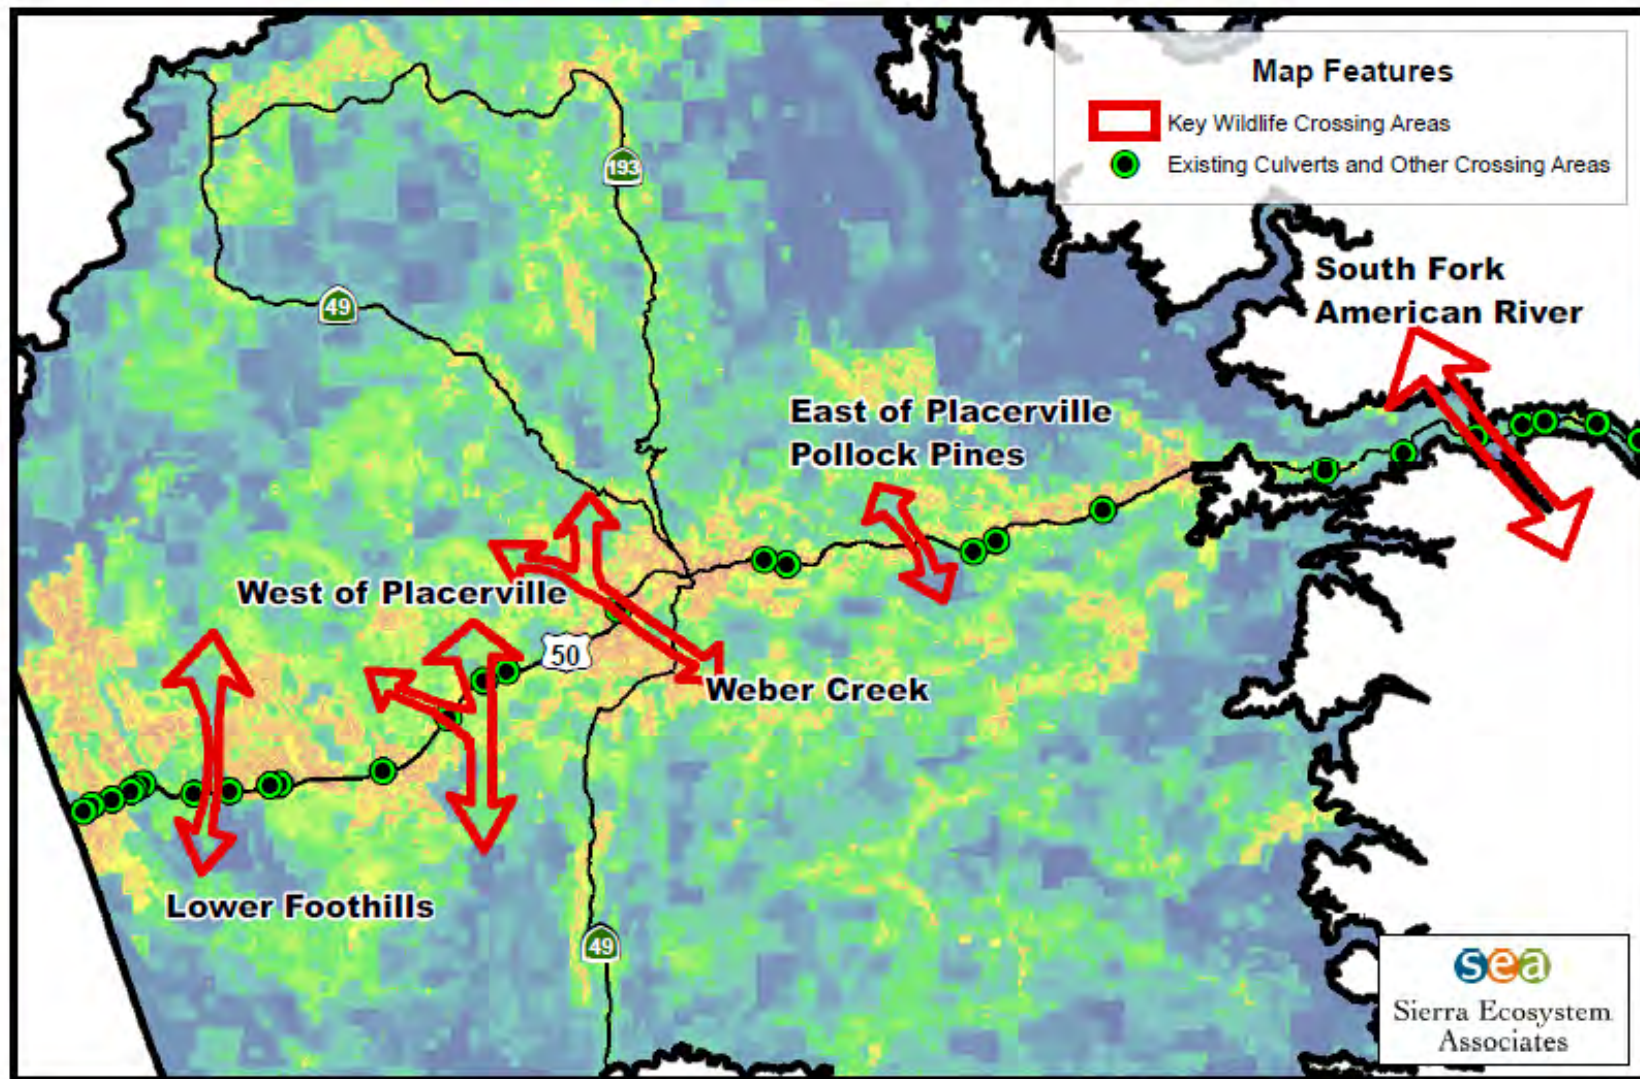 Map Features
Key Wildlife Crossing Areas
Existing Culverts and Other Crossing Areas
193
South Fork
American River
49
East of Placerville
Pollock Pines
West of Placerville
50
Weber Creek
Lower Foothills
49
sea
Sierra Ecosystem
Associates